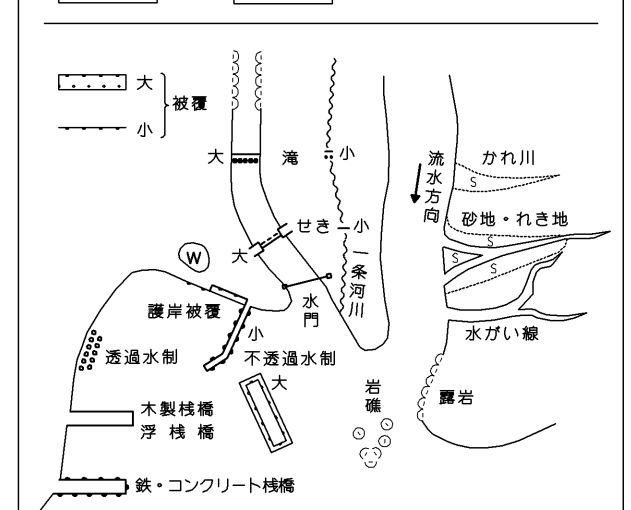 大
小
被覆
大 滝 小
流水方向
かれ川
S
砂地・れき地
S
S
S
せき 小
大
一条河川
W
水門
護岸被覆
小
水がい線
透過水制
不透過水制
大
岩礁
露岩
木製桟橋
浮桟橋
鉄・コンクリート桟橋